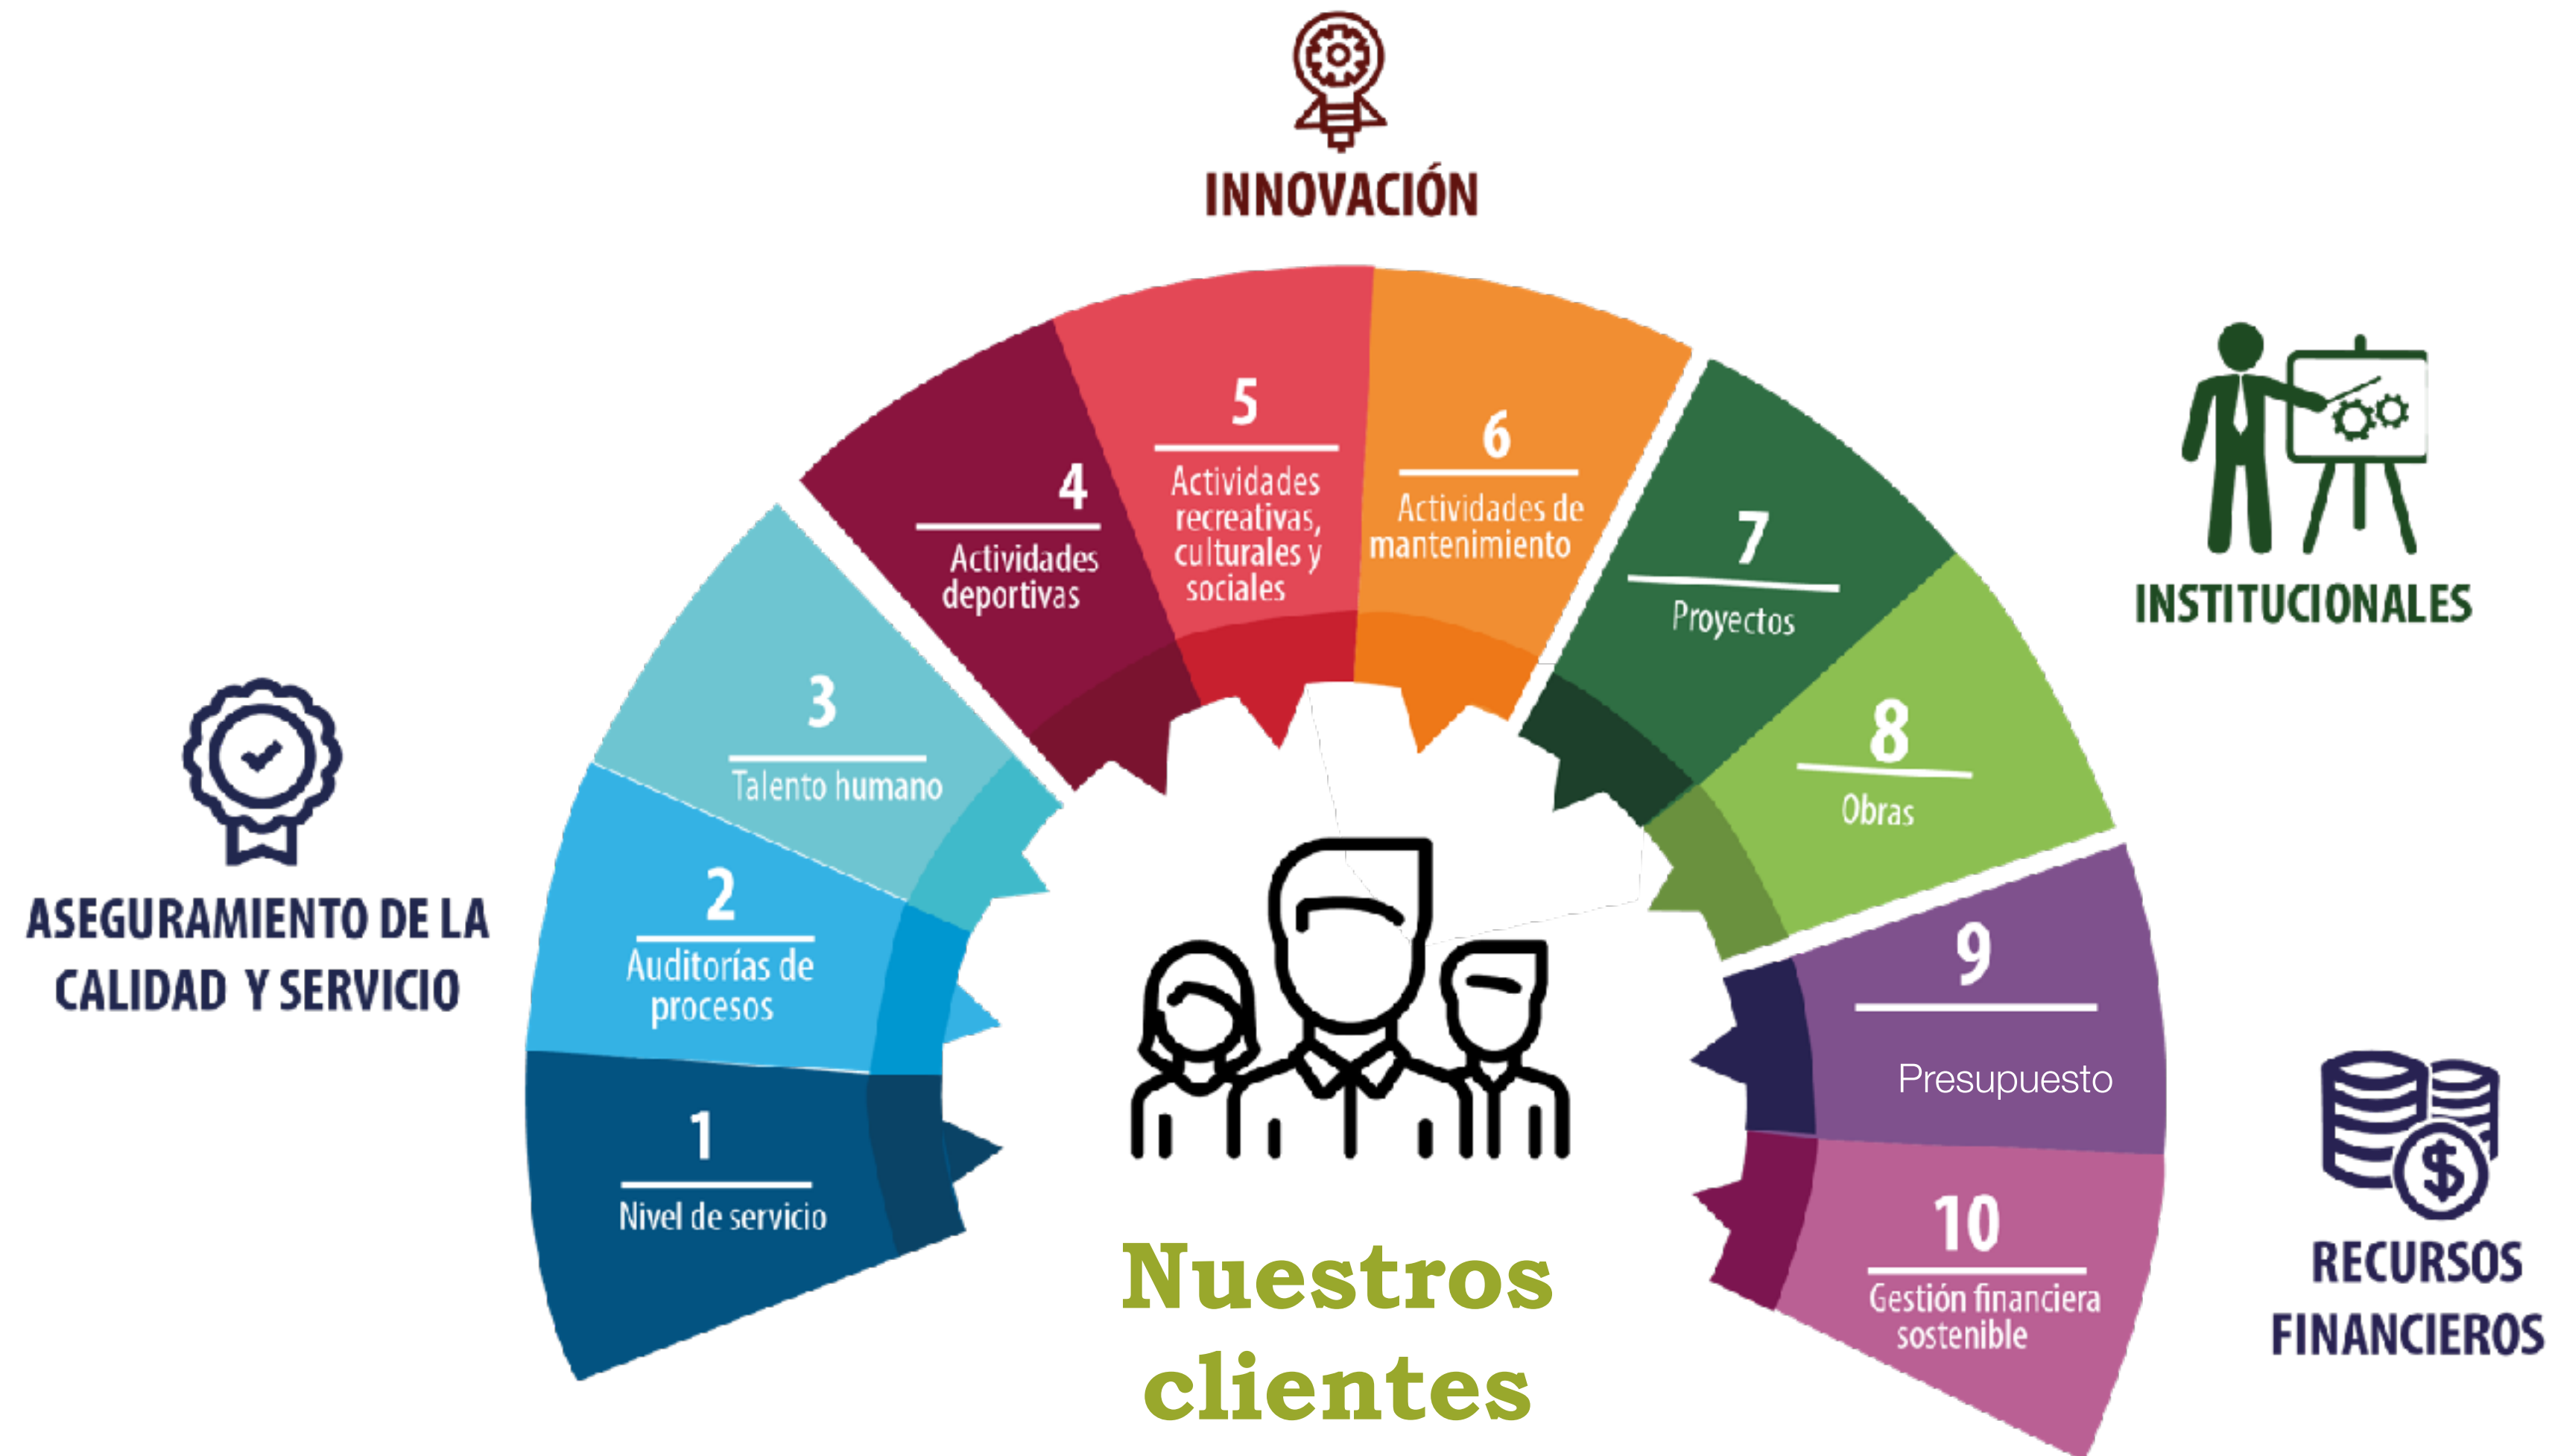 INNOVACIÓN
INSTITUCIONALES
ASEGURAMIENTO DE LA
CALIDAD Y SERVICIO
RECURSOS
FINANCIEROS
1
Nivel de servicio
2
Auditorías de
procesos
3
Talento humano
4
Actividades
deportivas
5
Actividades
recreativas,
culturales y
sociales
6
Actividades de
mantenimiento
7
Proyectos
8
Obras
9
Presupuesto
10
Gestión financiera
sostenible
$
Nuestros
clientes